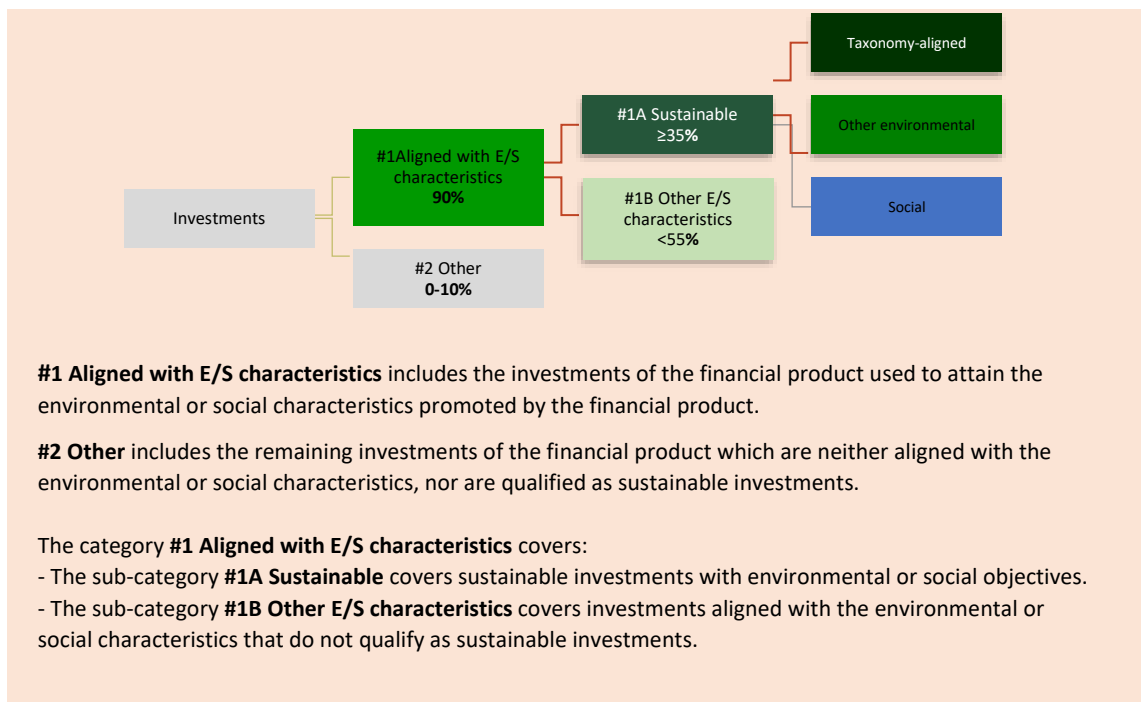 Taxonomy-aligned
#1A Sustainable
≥35%
Other environmental
#1Aligned with E/S
characteristics
90%
#1B Other E/S
characteristics
<55%
Investments
Social
#2 Other
0-10%
#1 Aligned with E/S characteristics includes the investments of the financial product used to attain the
environmental or social characteristics promoted by the financial product.
#2 Other includes the remaining investments of the financial product which are neither aligned with the
environmental or social characteristics, nor are qualified as sustainable investments.
The category #1 Aligned with E/S characteristics covers:
- The sub-category #1A Sustainable covers sustainable investments with environmental or social objectives.
- The sub-category #1B Other E/S characteristics covers investments aligned with the environmental or
social characteristics that do not qualify as sustainable investments.